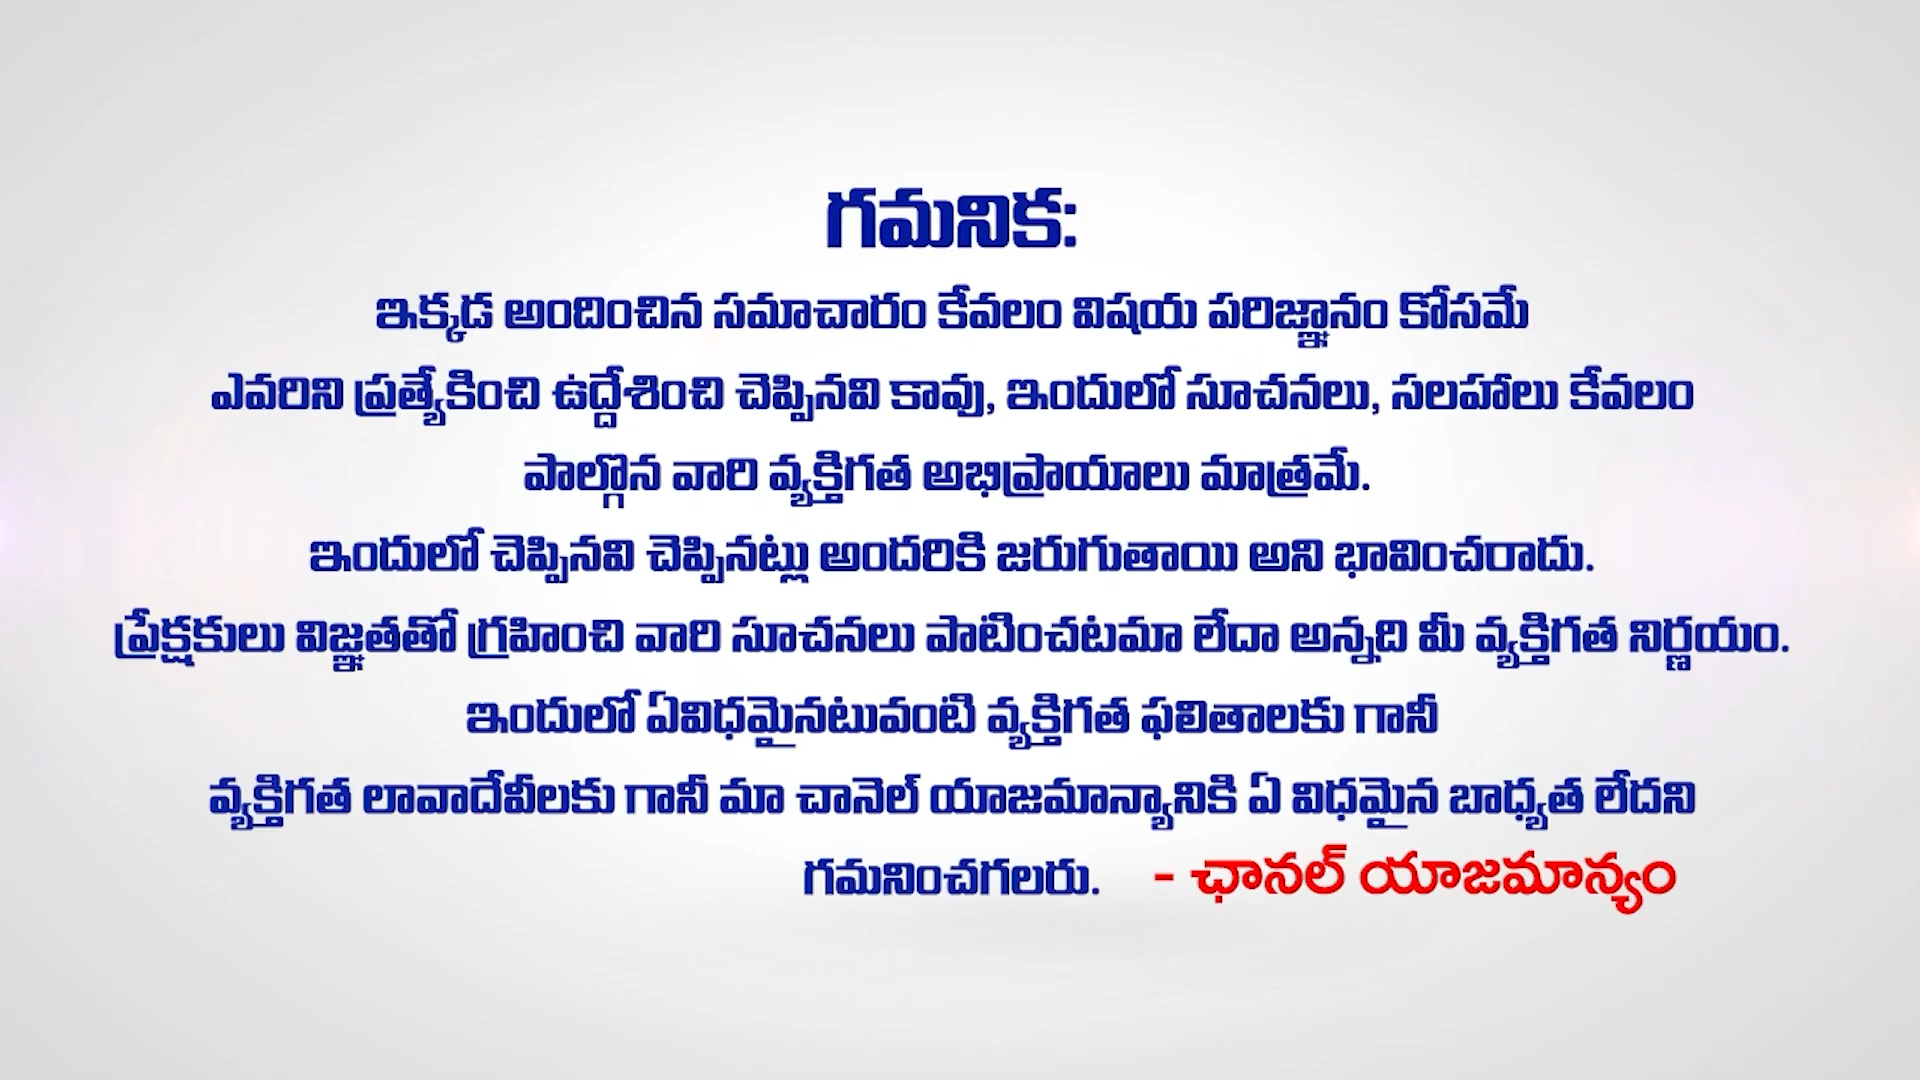 గమనిక:
ఇక్కడ అందించిన సమాచారం కేవలం విషయ పరిజ్ఞానం కోసమే
ఎవరిని ప్రత్యేకించి ఉద్దేశించి చెప్పినవి కావు, ఇందులో సూచనలు, సలహాలు కేవలం
పాల్గొన వారి వ్యక్తిగత అభిప్రాయాలు మాత్రమే.
ఇందులో చెప్పినవి చెప్పినట్లు అందరికి జరుగుతాయి అని భావించరాదు.
ప్రేక్షకులు విజ్ఞతతో గ్రహించి వారి సూచనలు పాటించటమా లేదా అన్నది మీ వ్యక్తిగత నిర్ణయం.
ఇందులో ఏవిధమైనటువంటి వ్యక్తిగత ఫలితాలకు గానీ
వ్యక్తిగత లావాదేవీలకు గానీ మా చానెల్ యాజమాన్యానికి ఏ విధమైన బాధ్యత లేదని
గమనించగలరు. - ఛానల్ యాజమాన్యం